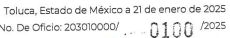 Toluca, Estado de México a 21 de enero de 2025
No. De Oficio: 203010000/ 0100 /2025